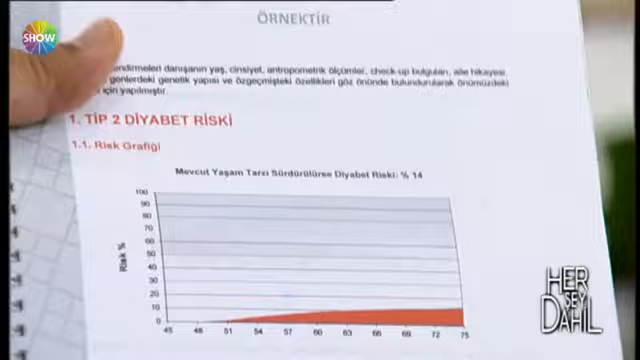 SHOW
ÖRNEKTİR
endirmeleri danışanın yaş, cinsiyet, antropometrik ölçümler, check-up bulguları, aile hikayesi,
genlerdeki genetik yapısı ve özgeçmişteki özellikleri göz önünde bulundurularak önümüzdeki
için yapılmıştır.
1. TİP 2 DİYABET RİSKİ
1.1. Risk Grafiği
Mevcut Yaşam Tarzı Sürdürülürse Diyabet Riski: % 14
Risk %
100
90
80
70
60
50
40
30
20
10
0
45 48 51 54 57 60 63 66 69 72 75
HER
ŞEY
DAHİL